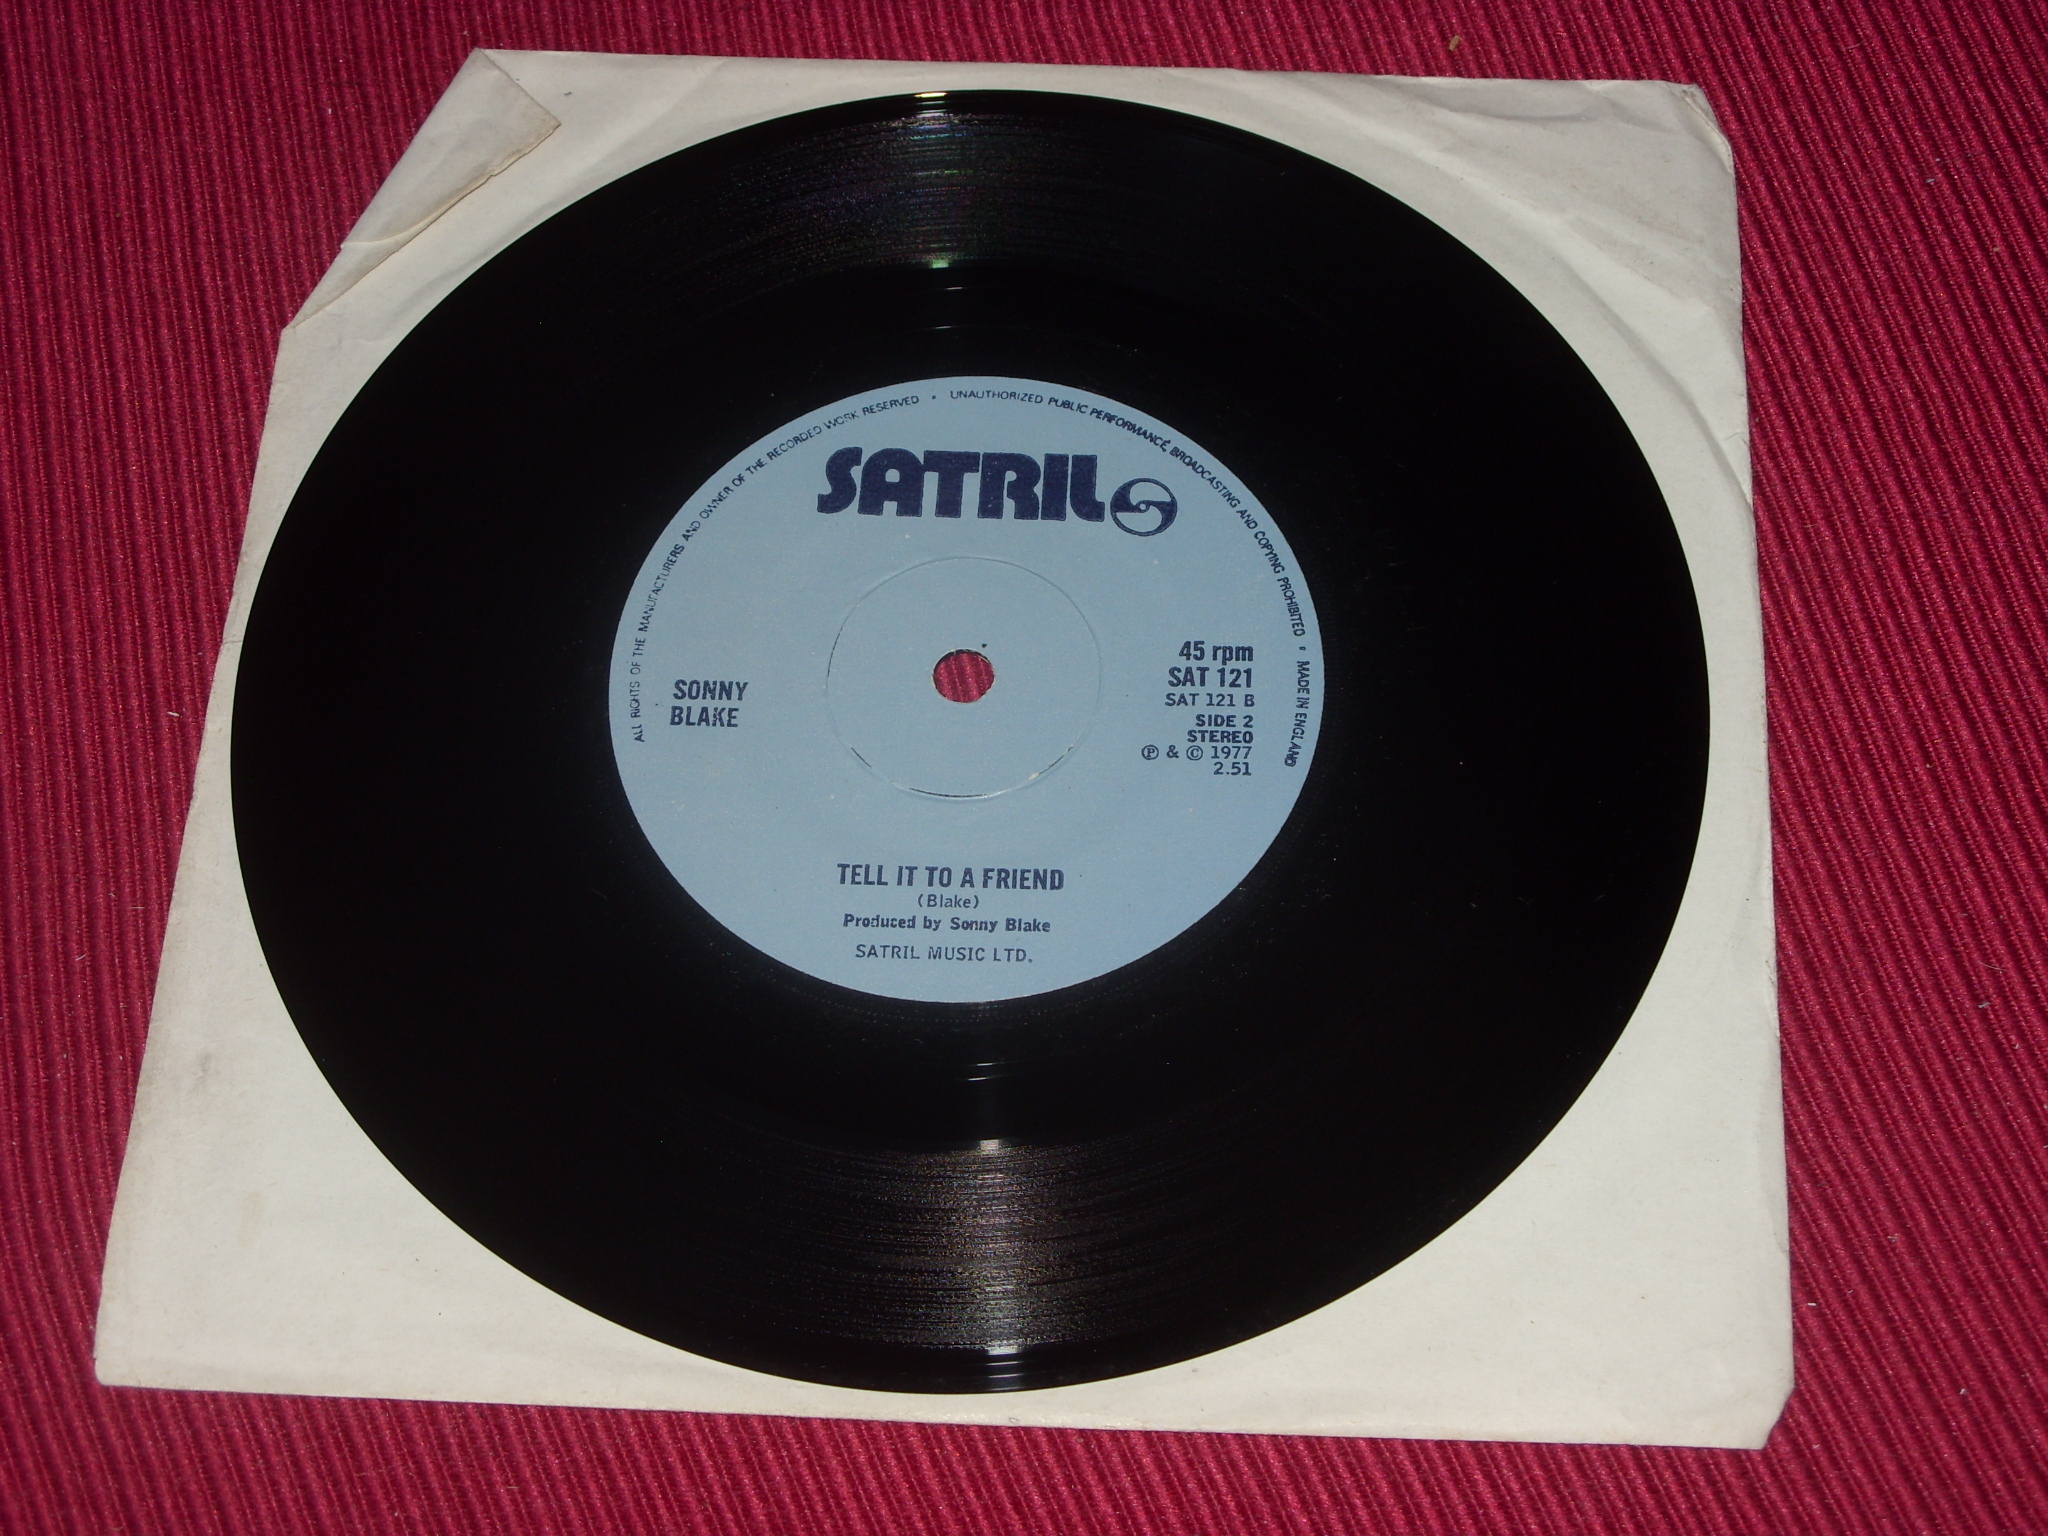 ALL RIGHTS OF THE MANUFACTURERS AND OWNER OF THE RECORDED WORK RESERVED • UNAUTHORIZED PUBLIC PERFORMANCE, BROADCASTING AND COPYING PROHIBITED • MADE IN ENGLAND
SATRIL
SONNY
BLAKE
45 rpm
SAT 121
SAT 121 B
SIDE 2
STEREO
℗ & © 1977
2.51
TELL IT TO A FRIEND
(Blake)
Produced by Sonny Blake
SATRIL MUSIC LTD.